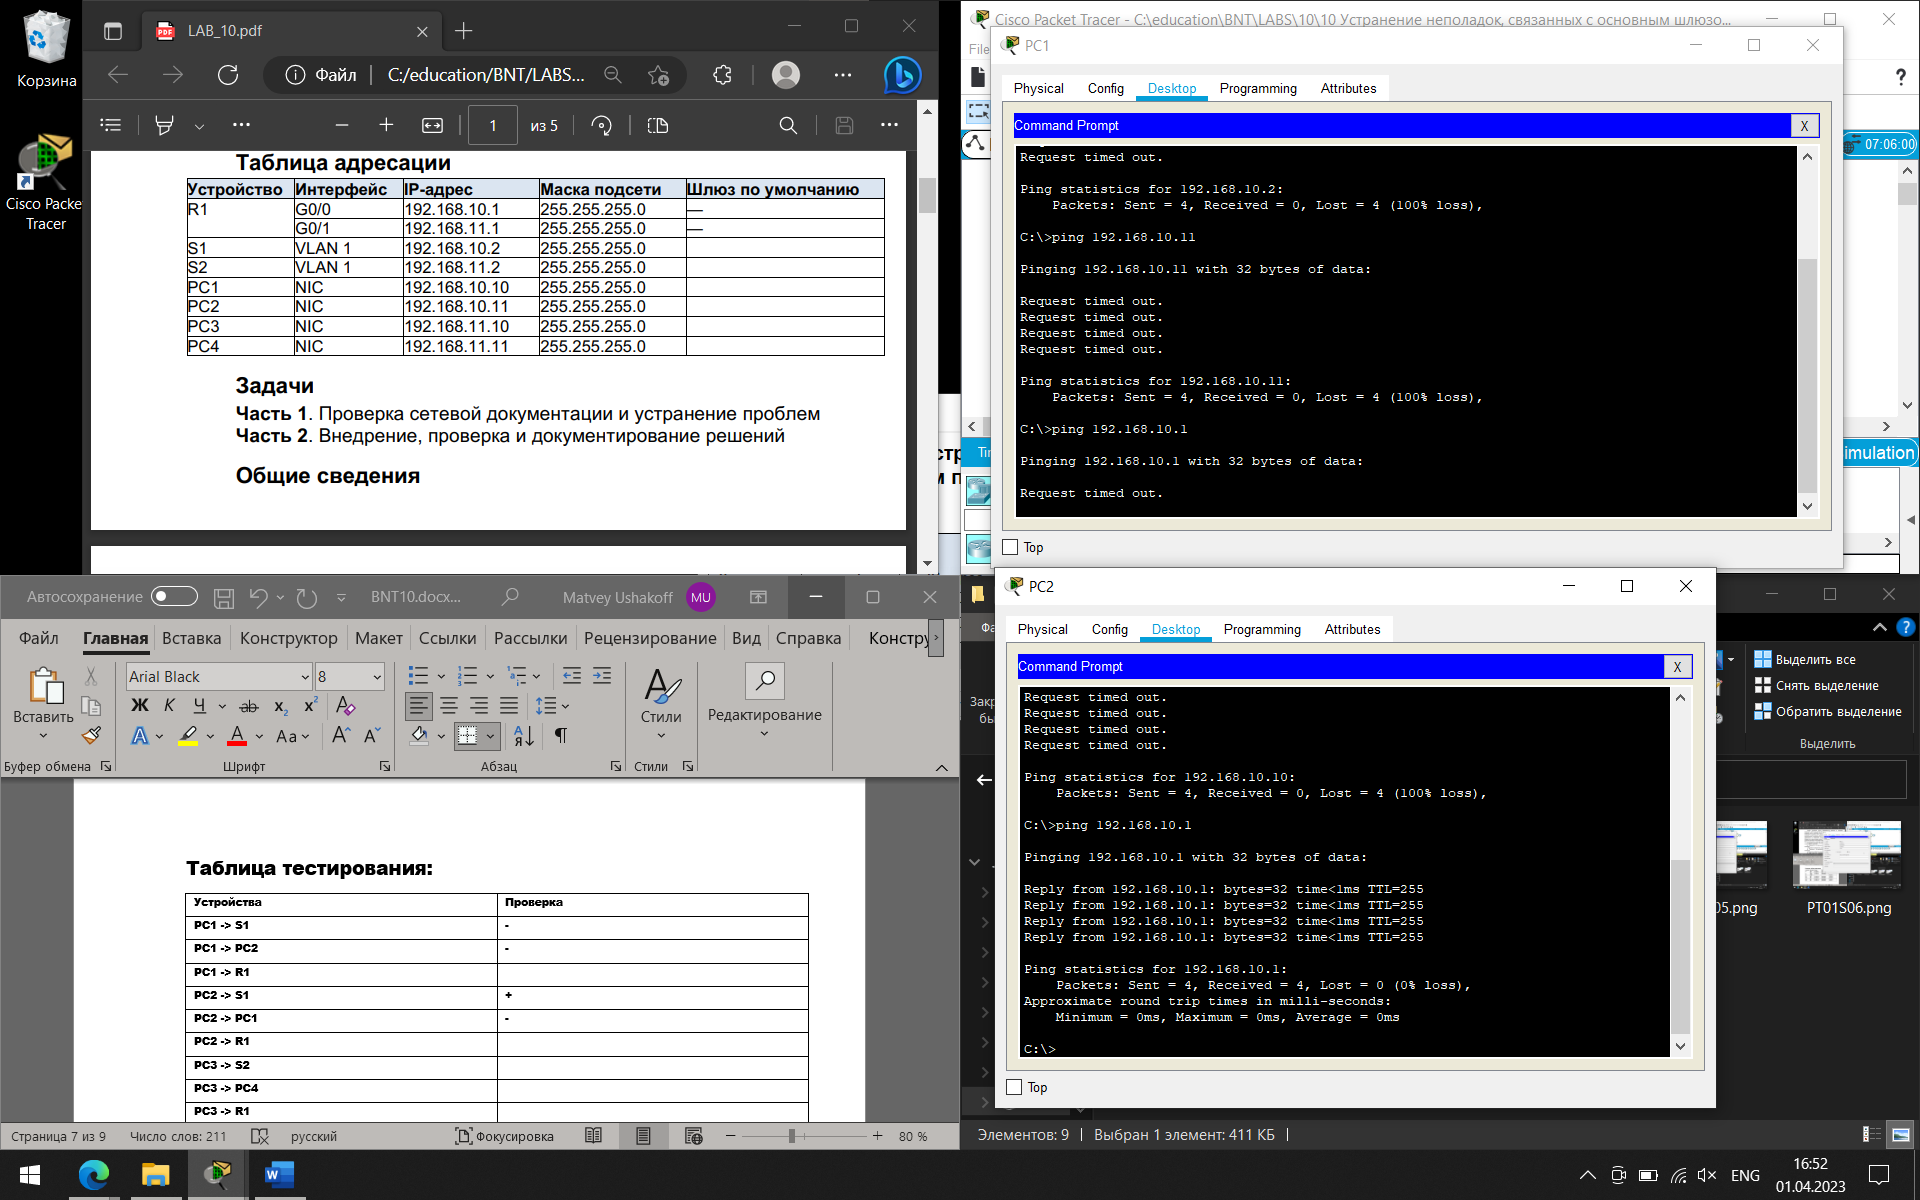 Корзина
Cisco Packe
Tracer
LAB_10.pdf
Файл
C:/education/BNT/LABS...
1
из 5
Таблица адресации
Устройство Интерфейс IP-адрес Маска подсети Шлюз по умолчанию
R1 G0/0 192.168.10.1 255.255.255.0 —
G0/1 192.168.11.1 255.255.255.0 —
S1 VLAN 1 192.168.10.2 255.255.255.0
S2 VLAN 1 192.168.11.2 255.255.255.0
PC1 NIC 192.168.10.10 255.255.255.0
PC2 NIC 192.168.10.11 255.255.255.0
PC3 NIC 192.168.11.10 255.255.255.0
PC4 NIC 192.168.11.11 255.255.255.0
Задачи
Часть 1. Проверка сетевой документации и устранение проблем
Часть 2. Внедрение, проверка и документирование решений
Общие сведения
Cisco Packet Tracer - C:\education\BNT\LABS\10\10 Устранение неполадок, связанных с основным шлюзо...
File
PC1
Physical Config Desktop Programming Attributes
Command Prompt
X
Request timed out.
Ping statistics for 192.168.10.2:
Packets: Sent = 4, Received = 0, Lost = 4 (100% loss),
C:\>ping 192.168.10.11
Pinging 192.168.10.11 with 32 bytes of data:
Request timed out.
Request timed out.
Request timed out.
Request timed out.
Ping statistics for 192.168.10.11:
Packets: Sent = 4, Received = 0, Lost = 4 (100% loss),
C:\>ping 192.168.10.1
Pinging 192.168.10.1 with 32 bytes of data:
Request timed out.
Top
?
07:06:00
imulation
Автосохранение
BNT10.docx...
Matvey Ushakoff
MU
Файл Главная Вставка Конструктор Макет Ссылки Рассылки Рецензирование Вид Справка Констру
Вставить
Буфер обмена
Arial Black
8
Ж К Ч ab x2 x2 A
A A Aa A A
Шрифт
Абзац
Стили
Стили
Редактирование
Таблица тестирования:
Устройства Проверка
PC1 -> S1 -
PC1 -> PC2 -
PC1 -> R1
PC2 -> S1 +
PC2 -> PC1 -
PC2 -> R1
PC3 -> S2
PC3 -> PC4
PC3 -> R1
Страница 7 из 9
Число слов: 211
русский
Фокусировка
80 %
PC2
Physical Config Desktop Programming Attributes
Command Prompt
X
Request timed out.
Request timed out.
Request timed out.
Request timed out.
Ping statistics for 192.168.10.10:
Packets: Sent = 4, Received = 0, Lost = 4 (100% loss),
C:\>ping 192.168.10.1
Pinging 192.168.10.1 with 32 bytes of data:
Reply from 192.168.10.1: bytes=32 time<1ms TTL=255
Reply from 192.168.10.1: bytes=32 time<1ms TTL=255
Reply from 192.168.10.1: bytes=32 time<1ms TTL=255
Reply from 192.168.10.1: bytes=32 time<1ms TTL=255
Ping statistics for 192.168.10.1:
Packets: Sent = 4, Received = 4, Lost = 0 (0% loss),
Approximate round trip times in milli-seconds:
Minimum = 0ms, Maximum = 0ms, Average = 0ms
C:\>
Top
Выделить все
Снять выделение
Обратить выделение
Выделить
05.png
PT01S06.png
Элементов: 9
Выбран 1 элемент: 411 КБ
ENG
16:52
01.04.2023